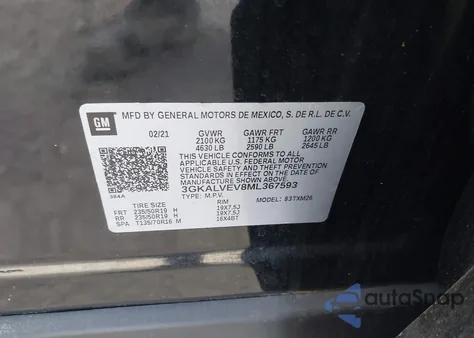 GM
MFD BY GENERAL MOTORS DE MEXICO, S. DE R.L. DE C.V.
02/21 GVWR GAWR FRT GAWR RR
2100 KG 1175 KG 1200 KG
4630 LB 2590 LB 2645 LB
THIS VEHICLE CONFORMS TO ALL
APPLICABLE U.S. FEDERAL MOTOR
VEHICLE SAFETY AND THEFT PREVENTION
STANDARDS IN EFFECT ON THE DATE OF
MANUFACTURE SHOWN ABOVE.
3GKALVEV8ML367593
384A TYPE: M.P.V. MODEL: 83TXM26
TIRE SIZE RIM
FRT 235/50R19 H 19X7.5J
RR 235/50R19 H 19X7.5J
SPA T135/70R16 M 16X4BT
autoSnap